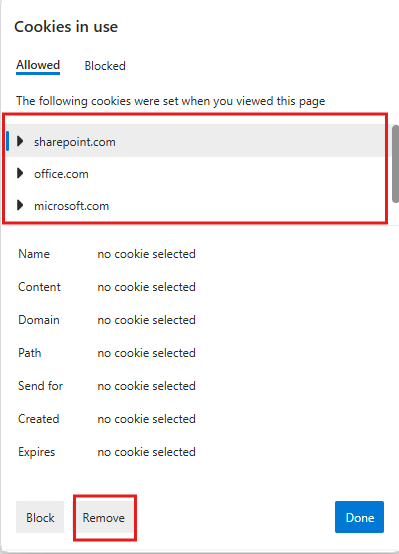 Cookies in use
Allowed Blocked
The following cookies were set when you viewed this page
sharepoint.com
office.com
microsoft.com
Name no cookie selected
Content no cookie selected
Domain no cookie selected
Path no cookie selected
Send for no cookie selected
Created no cookie selected
Expires no cookie selected
Block Remove Done